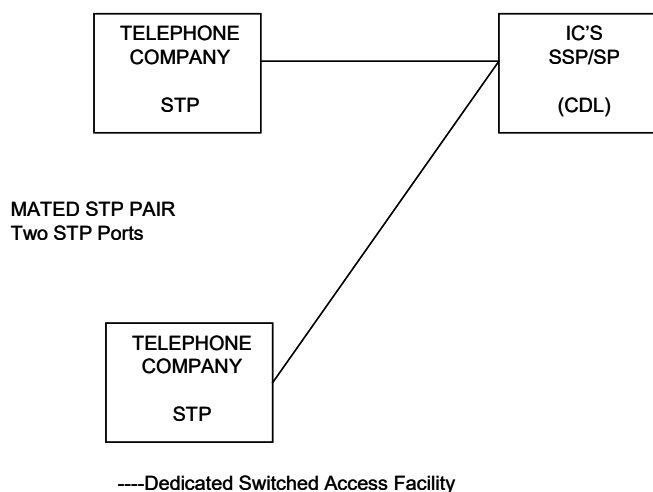 TELEPHONE
COMPANY
STP
IC'S
SSP/SP
(CDL)
MATED STP PAIR
Two STP Ports
TELEPHONE
COMPANY
STP
----Dedicated Switched Access Facility